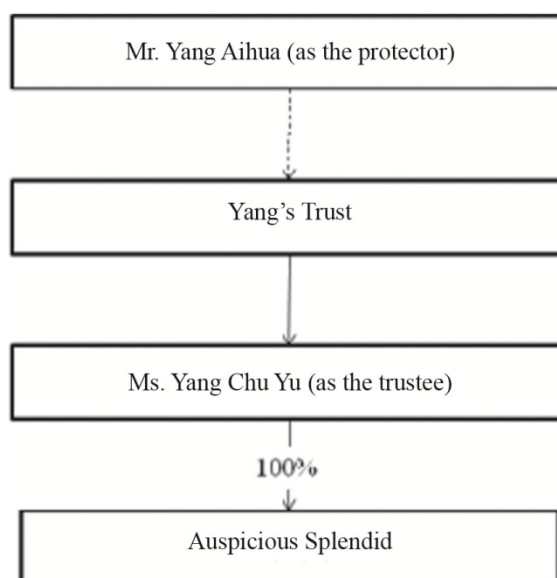 Mr. Yang Aihua (as the protector)
Yang’s Trust
Ms. Yang Chu Yu (as the trustee)
100%
Auspicious Splendid